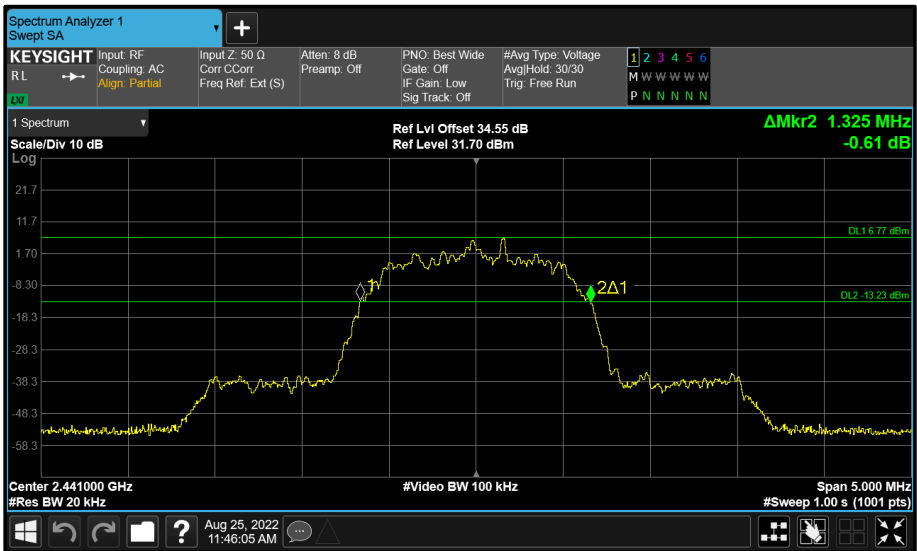 Spectrum Analyzer 1
Swept SA
+
KEYSIGHT
RL
LXI
Input: RF
Coupling: AC
Align: Partial
Input Z: 50 Ω
Corr CCorr
Freq Ref: Ext (S)
Atten: 8 dB
Preamp: Off
PNO: Best Wide
Gate: Off
IF Gain: Low
Sig Track: Off
#Avg Type: Voltage
Avg|Hold: 30/30
Trig: Free Run
1 2 3 4 5 6
M W W W W W
P N N N N N
1 Spectrum
Scale/Div 10 dB
Ref Lvl Offset 34.55 dB
Ref Level 31.70 dBm
ΔMkr2 1.325 MHz
-0.61 dB
Log
21.7
11.7
1.70
-8.30
-18.3
-28.3
-38.3
-48.3
-58.3
DL1 6.77 dBm
1
2Δ1
DL2 -13.23 dBm
Center 2.441000 GHz
#Video BW 100 kHz
Span 5.000 MHz
#Res BW 20 kHz
#Sweep 1.00 s (1001 pts)
?
Aug 25, 2022
11:46:05 AM